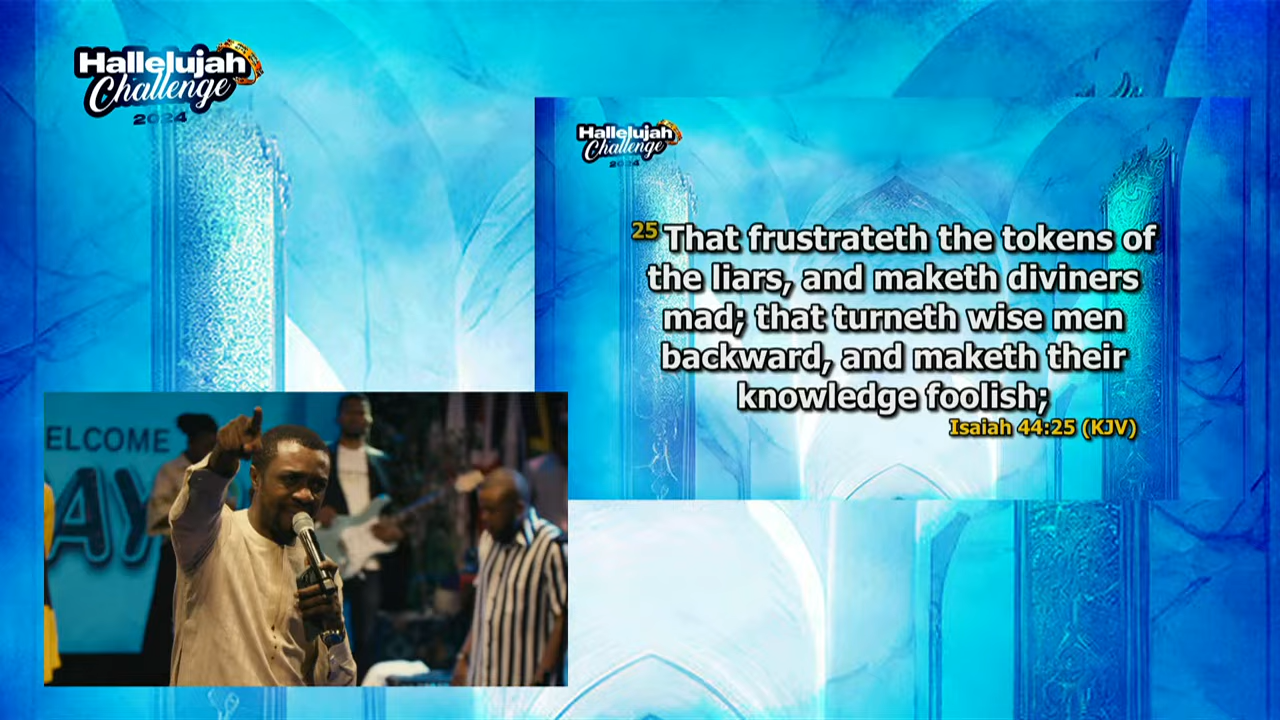 Hallelujah
Challenge
2024
Hallelujah
Challenge
2024
25 That frustrateth the tokens of
the liars, and maketh diviners
mad; that turneth wise men
backward, and maketh their
knowledge foolish;
Isaiah 44:25 (KJV)
ELCOME
AY